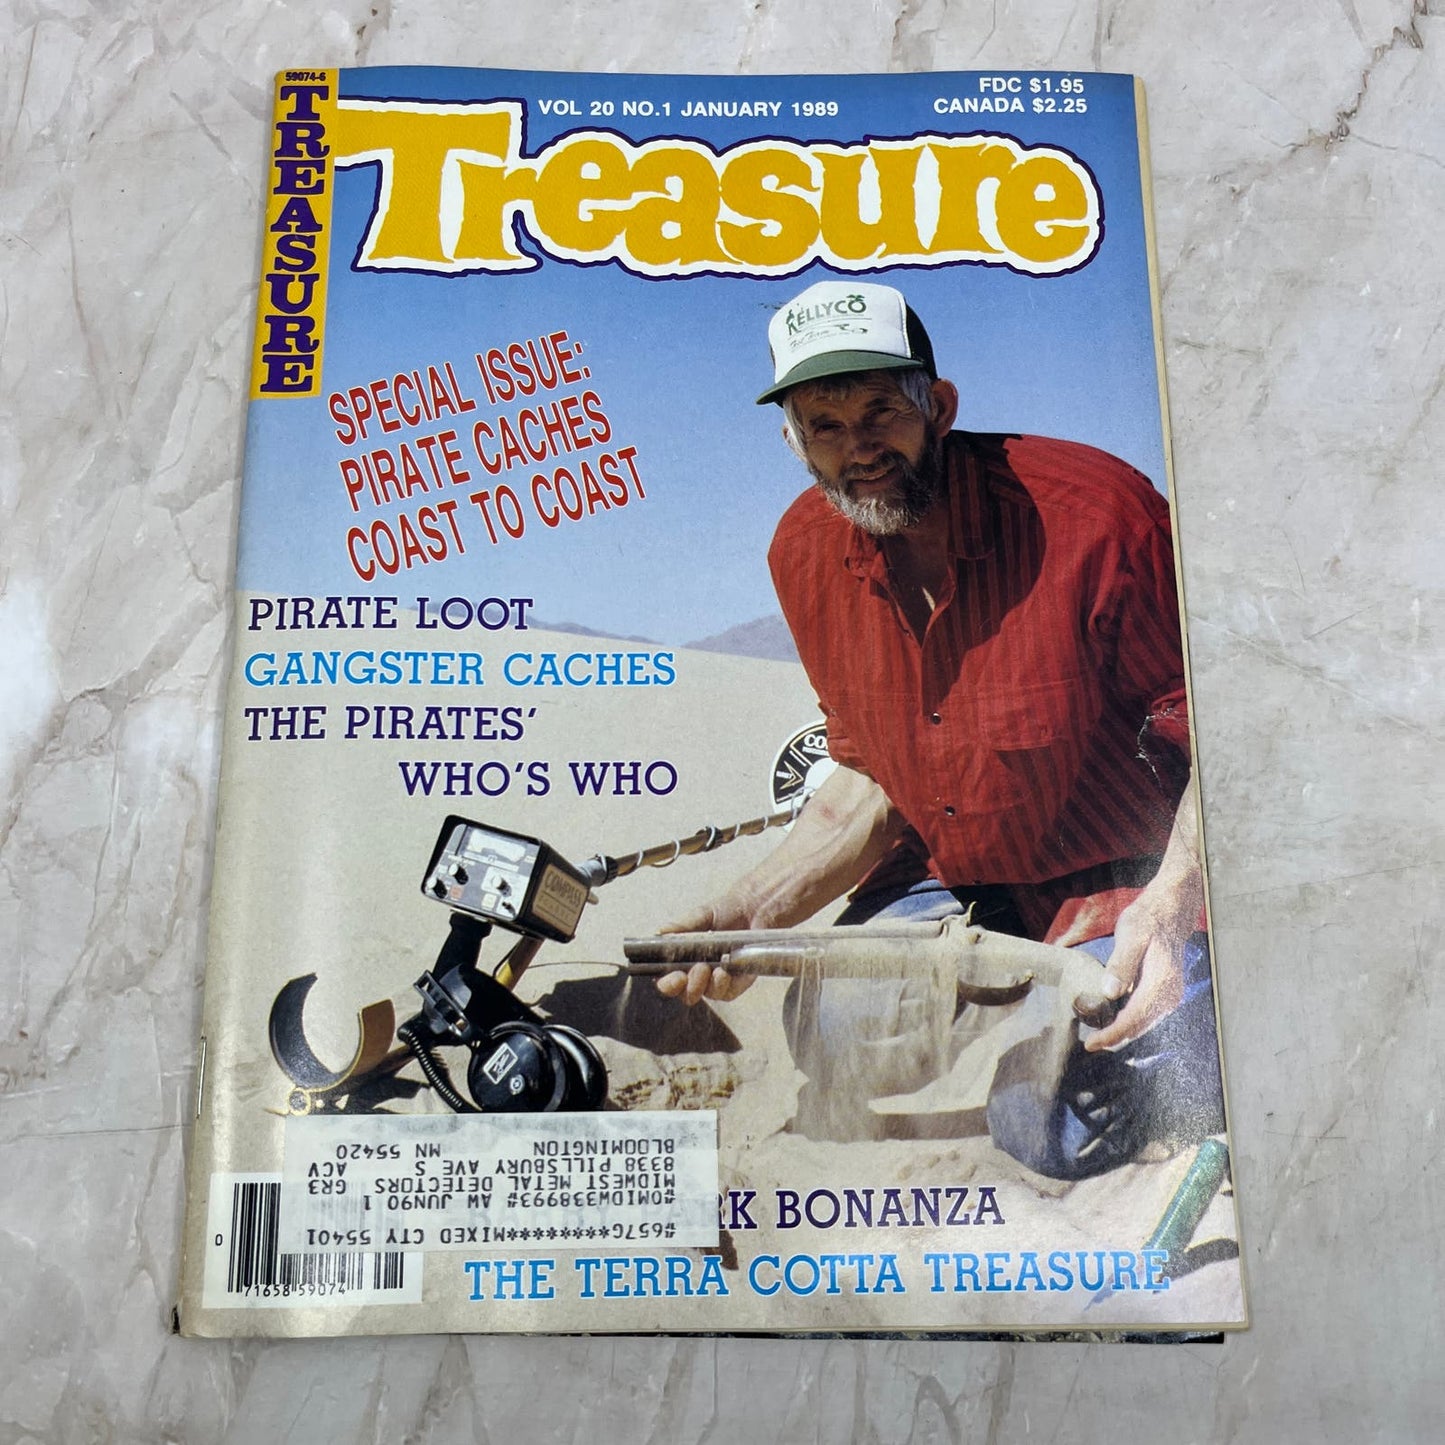 59074-6
TREASURE
VOL 20 NO.1 JANUARY 1989
FDC $1.95
CANADA $2.25
Treasure
KELLYCO
SPECIAL ISSUE:
PIRATE CACHES
COAST TO COAST
PIRATE LOOT
GANGSTER CACHES
THE PIRATES'
WHO'S WHO
COMPASS
#657G**********MIXED CTY 55401
#0MIDW338993# AW JUN90 1
MIDWEST METAL DETECTORS GR3
8338 PILLSBURY AVE S ACV
BLOOMINGTON MN 55420
RK BONANZA
THE TERRA COTTA TREASURE
0 71658 59074